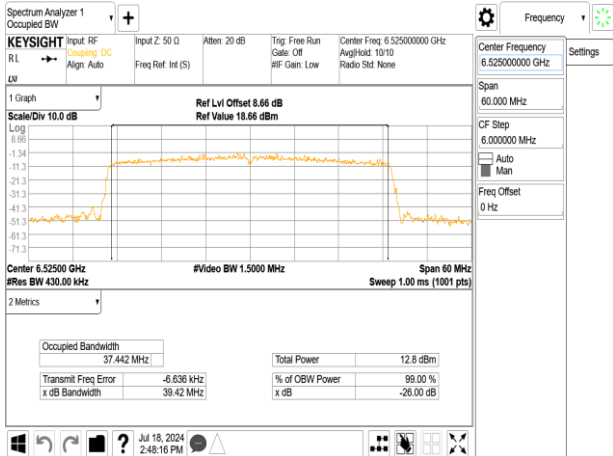 Spectrum Analyzer 1
Occupied BW
+
Frequency
KEYSIGHT
Input: RF
Coupling: DC
Align: Auto
Input Z: 50 Ω
Freq Ref: Int (S)
Atten: 20 dB
Trig: Free Run
Gate: Off
#IF Gain: Low
Center Freq: 6.525000000 GHz
Avg|Hold: 10/10
Radio Std: None
RL
LXI
Center Frequency
6.525000000 GHz
Settings
Span
60.000 MHz
CF Step
6.000000 MHz
Auto
Man
Freq Offset
0 Hz
1 Graph
Scale/Div 10.0 dB
Ref Lvl Offset 8.66 dB
Ref Value 18.66 dBm
Log
8.66
-1.34
-11.3
-21.3
-31.3
-41.3
-51.3
-61.3
-71.3
Center 6.52500 GHz
#Video BW 1.5000 MHz
Span 60 MHz
#Res BW 430.00 kHz
Sweep 1.00 ms (1001 pts)
2 Metrics
Occupied Bandwidth
37.442 MHz
Total Power 12.8 dBm
Transmit Freq Error -6.636 kHz
% of OBW Power 99.00 %
x dB Bandwidth 39.42 MHz
x dB -26.00 dB
?
Jul 18, 2024
2:48:16 PM